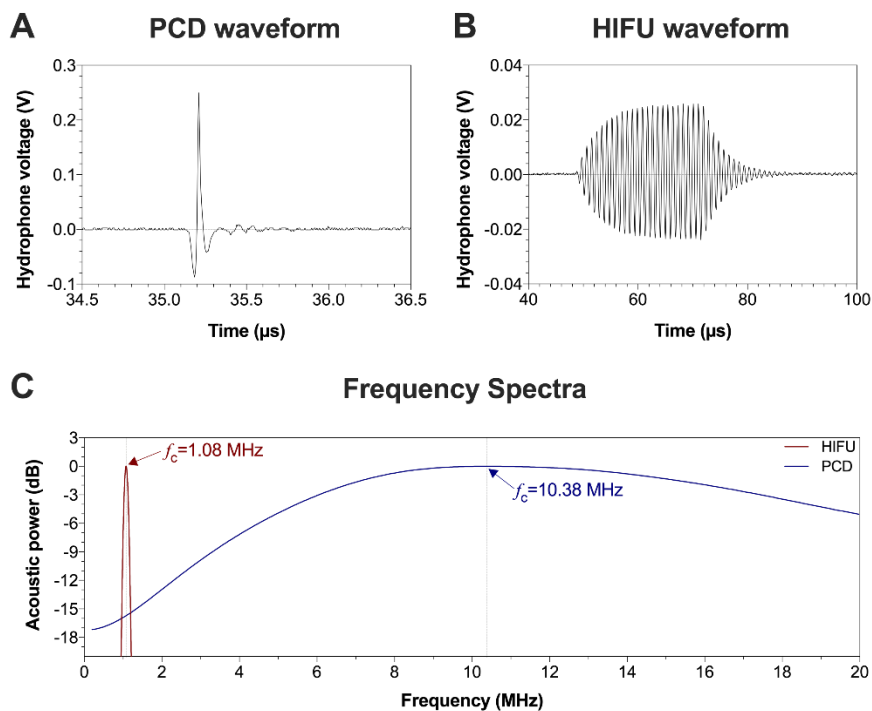 A PCD waveform
Hydrophone voltage (V)
0.3
0.2
0.1
0.0
-0.1
34.5 35.0 35.5 36.0 36.5
Time (µs)
B HIFU waveform
Hydrophone voltage (V)
0.04
0.02
0.00
-0.02
-0.04
40 60 80 100
Time (µs)
C Frequency Spectra
Acoustic power (dB)
3
0
-3
-6
-9
-12
-15
-18
fc=1.08 MHz
fc=10.38 MHz
HIFU
PCD
0 2 4 6 8 10 12 14 16 18 20
Frequency (MHz)